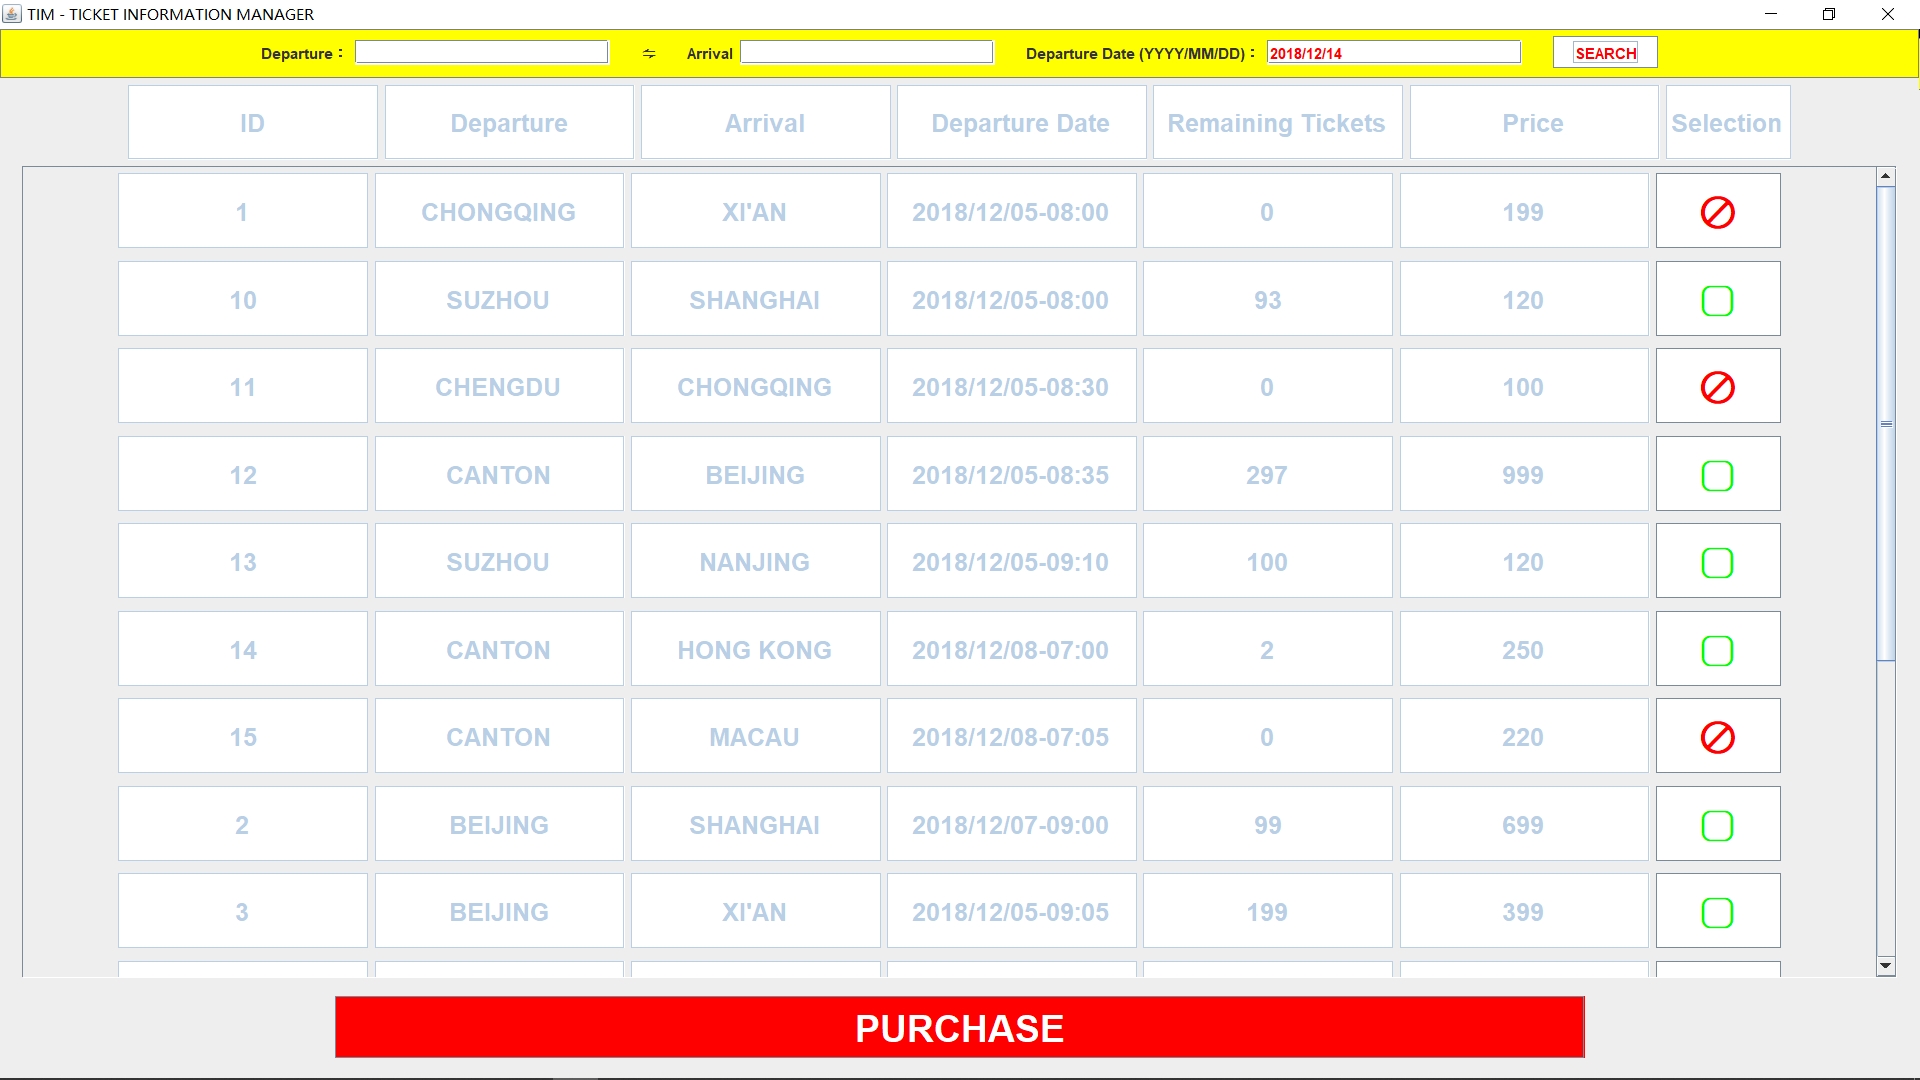 TIM - TICKET INFORMATION MANAGER
Departure： ⇋ Arrival Departure Date (YYYY/MM/DD)： 2018/12/14 SEARCH
ID Departure Arrival Departure Date Remaining Tickets Price Selection
1 CHONGQING XI'AN 2018/12/05-08:00 0 199
10 SUZHOU SHANGHAI 2018/12/05-08:00 93 120
11 CHENGDU CHONGQING 2018/12/05-08:30 0 100
12 CANTON BEIJING 2018/12/05-08:35 297 999
13 SUZHOU NANJING 2018/12/05-09:10 100 120
14 CANTON HONG KONG 2018/12/08-07:00 2 250
15 CANTON MACAU 2018/12/08-07:05 0 220
2 BEIJING SHANGHAI 2018/12/07-09:00 99 699
3 BEIJING XI'AN 2018/12/05-09:05 199 399
PURCHASE